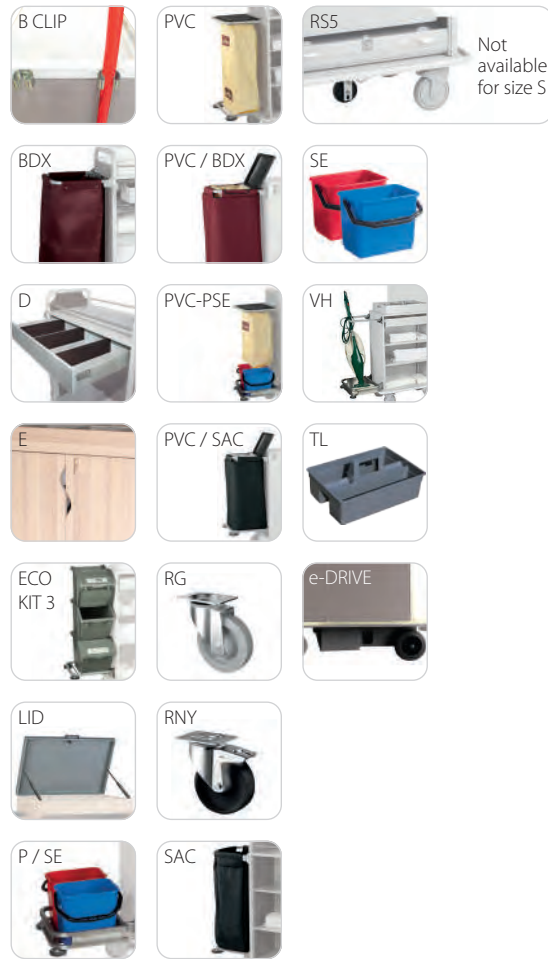 B CLIP
PVC
RS5
Not
available
for size S
BDX
PVC / BDX
SE
D
PVC-PSE
VH
E
PVC / SAC
TL
ECO
KIT 3
RG
e-DRIVE
LID
RNY
P / SE
SAC